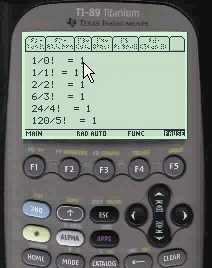 TI-89 Titanium
TEXAS INSTRUMENTS
1/0! = 1
1/1! = 1
2/2! = 1
6/3! = 1
24/4! = 1
120/5! = 1
MAIN RAD AUTO FUNC PAUSE
F1 F2 F3 F4 F5
2ND ESC
ALPHA APPS
HOME MODE CATALOG CLEAR